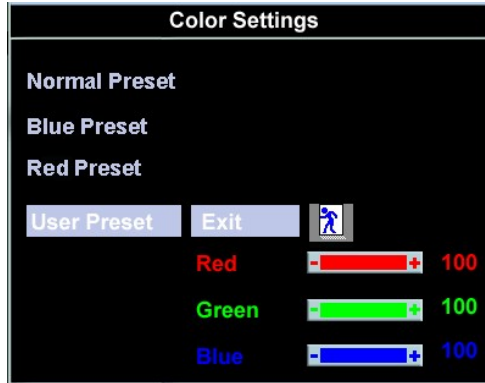 Color Settings
Normal Preset
Blue Preset
Red Preset
User Preset Exit
Red - + 100
Green - + 100
Blue - + 100